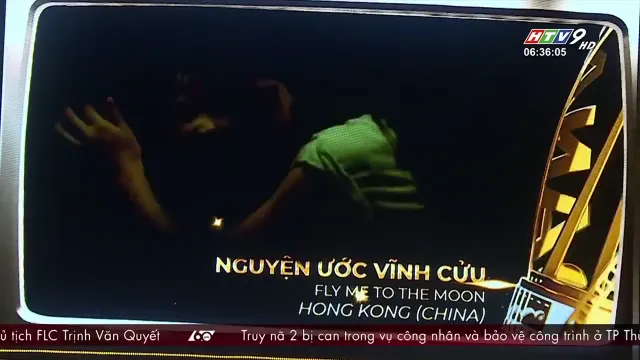 HTV9 HD
06:36:05
NGUYỆN ƯỚC VĨNH CỬU
FLY ME TO THE MOON
HONG KONG (CHINA)
ủ tịch FLC Trịnh Văn Quyết 60 Truy nã 2 bị can trong vụ công nhân và bảo vệ công trình ở TP Th